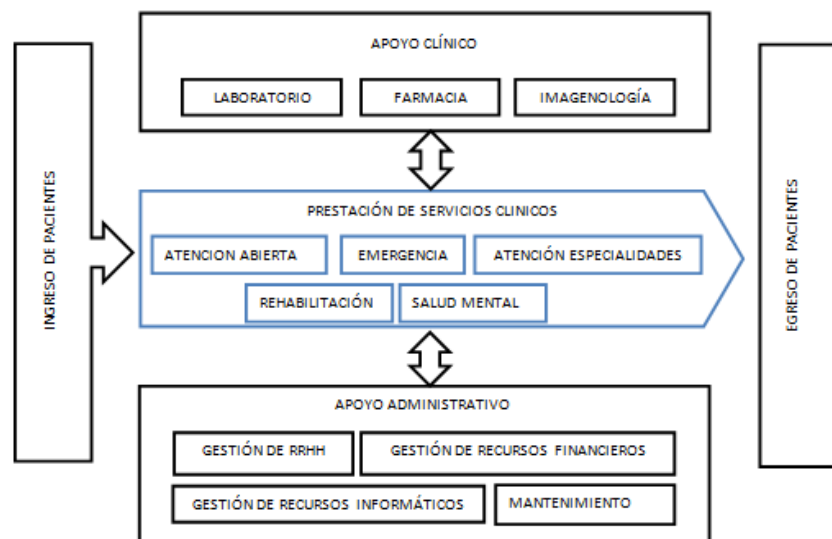 APOYO CLÍNICO
LABORATORIO
FARMACIA
IMAGENOLOGÍA
INGRESO DE PACIENTES
PRESTACIÓN DE SERVICIOS CLINICOS
ATENCION ABIERTA
EMERGENCIA
ATENCIÓN ESPECIALIDADES
REHABILITACIÓN
SALUD MENTAL
EGRESO DE PACIENTES
APOYO ADMINISTRATIVO
GESTIÓN DE RRHH
GESTIÓN DE RECURSOS FINANCIEROS
GESTIÓN DE RECURSOS INFORMÁTICOS
MANTENIMIENTO